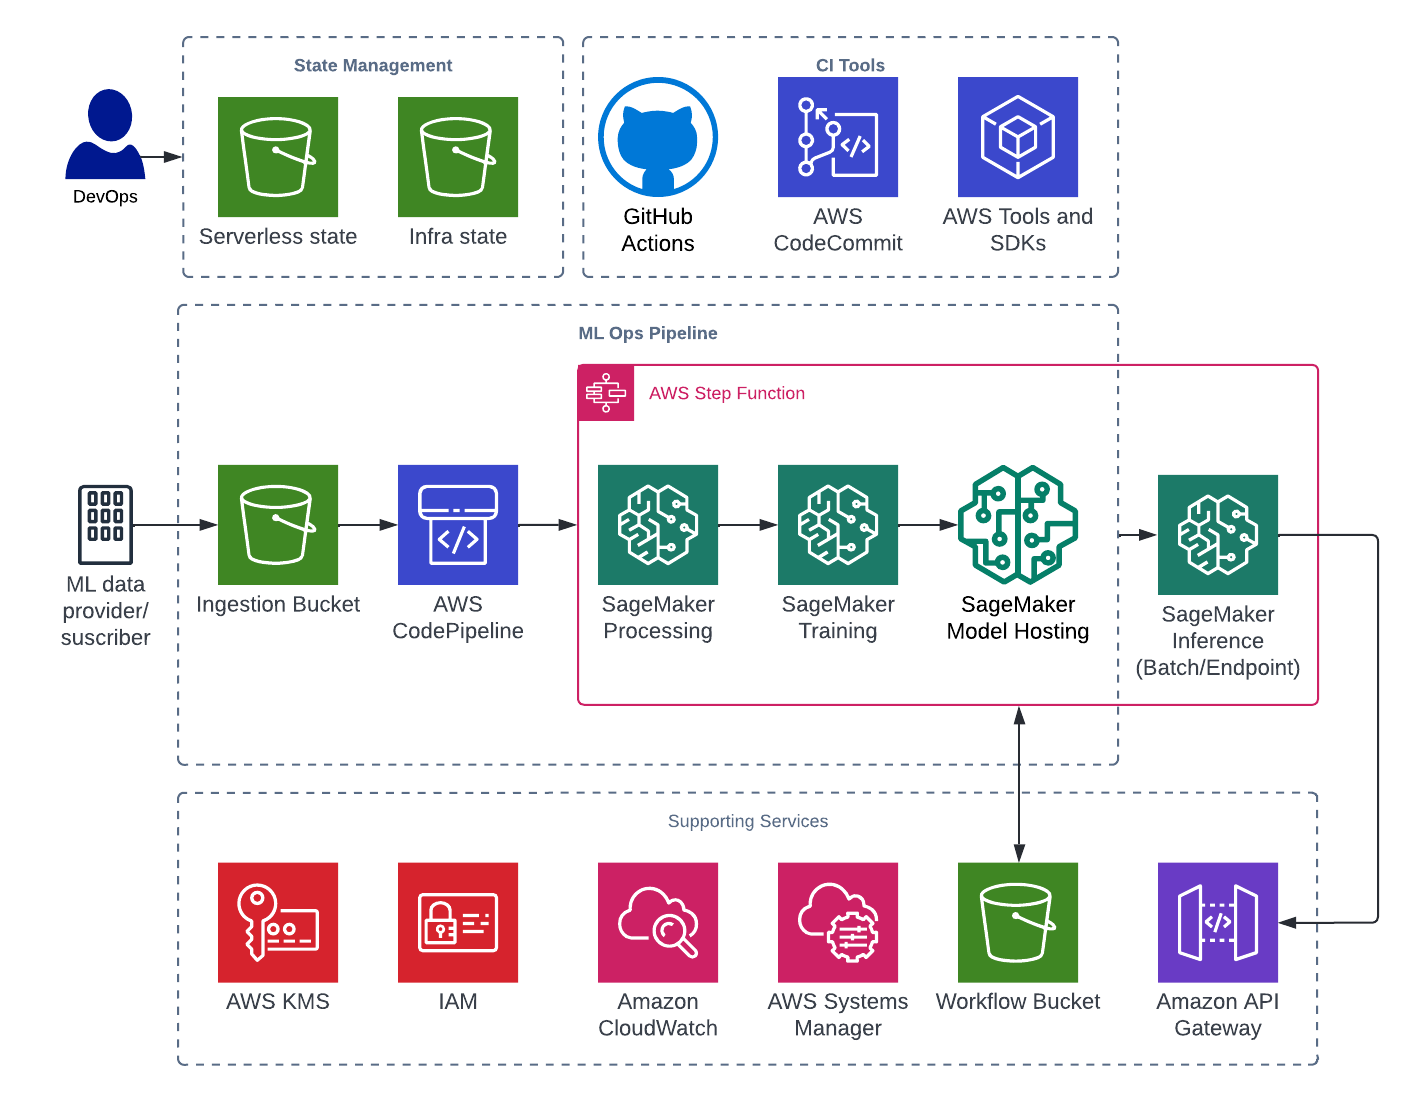 State Management
CI Tools
DevOps
Serverless state
Infra state
GitHub
Actions
AWS
CodeCommit
AWS Tools and
SDKs
ML Ops Pipeline
AWS Step Function
ML data
provider/
suscriber
Ingestion Bucket
AWS
CodePipeline
SageMaker
Processing
SageMaker
Training
SageMaker
Model Hosting
SageMaker
Inference
(Batch/Endpoint)
Supporting Services
AWS KMS
IAM
Amazon
CloudWatch
AWS Systems
Manager
Workflow Bucket
Amazon API
Gateway